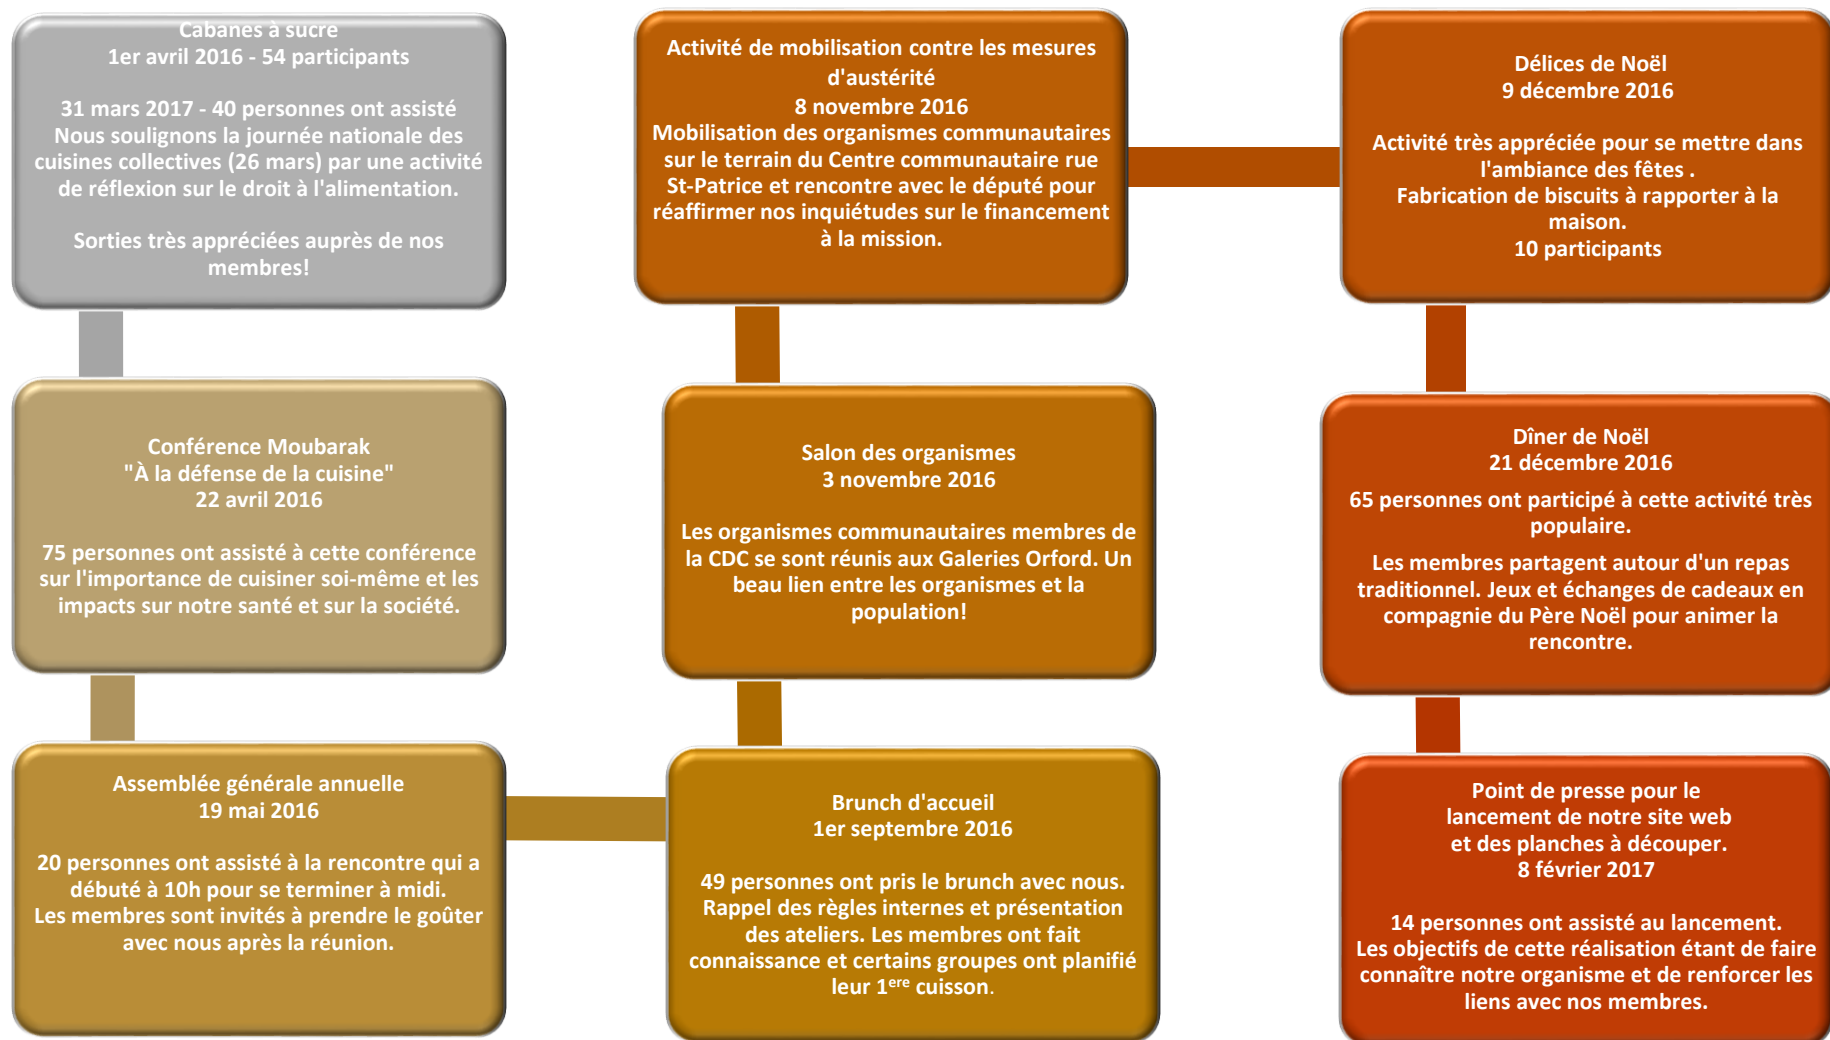 Cabanes à sucre
1er avril 2016 - 54 participants
31 mars 2017 - 40 personnes ont assisté
Nous soulignons la journée nationale des
cuisines collectives (26 mars) par une activité
de réflexion sur le droit à l'alimentation.
Sorties très appréciées auprès de nos
membres!
Conférence Moubarak
"À la défense de la cuisine"
22 avril 2016
75 personnes ont assisté à cette conférence
sur l'importance de cuisiner soi-même et les
impacts sur notre santé et sur la société.
Assemblée générale annuelle
19 mai 2016
20 personnes ont assisté à la rencontre qui a
débuté à 10h pour se terminer à midi.
Les membres sont invités à prendre le goûter
avec nous après la réunion.
Brunch d'accueil
1er septembre 2016
49 personnes ont pris le brunch avec nous.
Rappel des règles internes et présentation
des ateliers. Les membres ont fait
connaissance et certains groupes ont planifié
leur 1ere cuisson.
Salon des organismes
3 novembre 2016
Les organismes communautaires membres de
la CDC se sont réunis aux Galeries Orford. Un
beau lien entre les organismes et la
population!
Activité de mobilisation contre les mesures
d'austérité
8 novembre 2016
Mobilisation des organismes communautaires
sur le terrain du Centre communautaire rue
St-Patrice et rencontre avec le député pour
réaffirmer nos inquiétudes sur le financement
à la mission.
Délices de Noël
9 décembre 2016
Activité très appréciée pour se mettre dans
l'ambiance des fêtes .
Fabrication de biscuits à rapporter à la
maison.
10 participants
Dîner de Noël
21 décembre 2016
65 personnes ont participé à cette activité très
populaire.
Les membres partagent autour d'un repas
traditionnel. Jeux et échanges de cadeaux en
compagnie du Père Noël pour animer la
rencontre.
Point de presse pour le
lancement de notre site web
et des planches à découper.
8 février 2017
14 personnes ont assisté au lancement.
Les objectifs de cette réalisation étant de faire
connaître notre organisme et de renforcer les
liens avec nos membres.